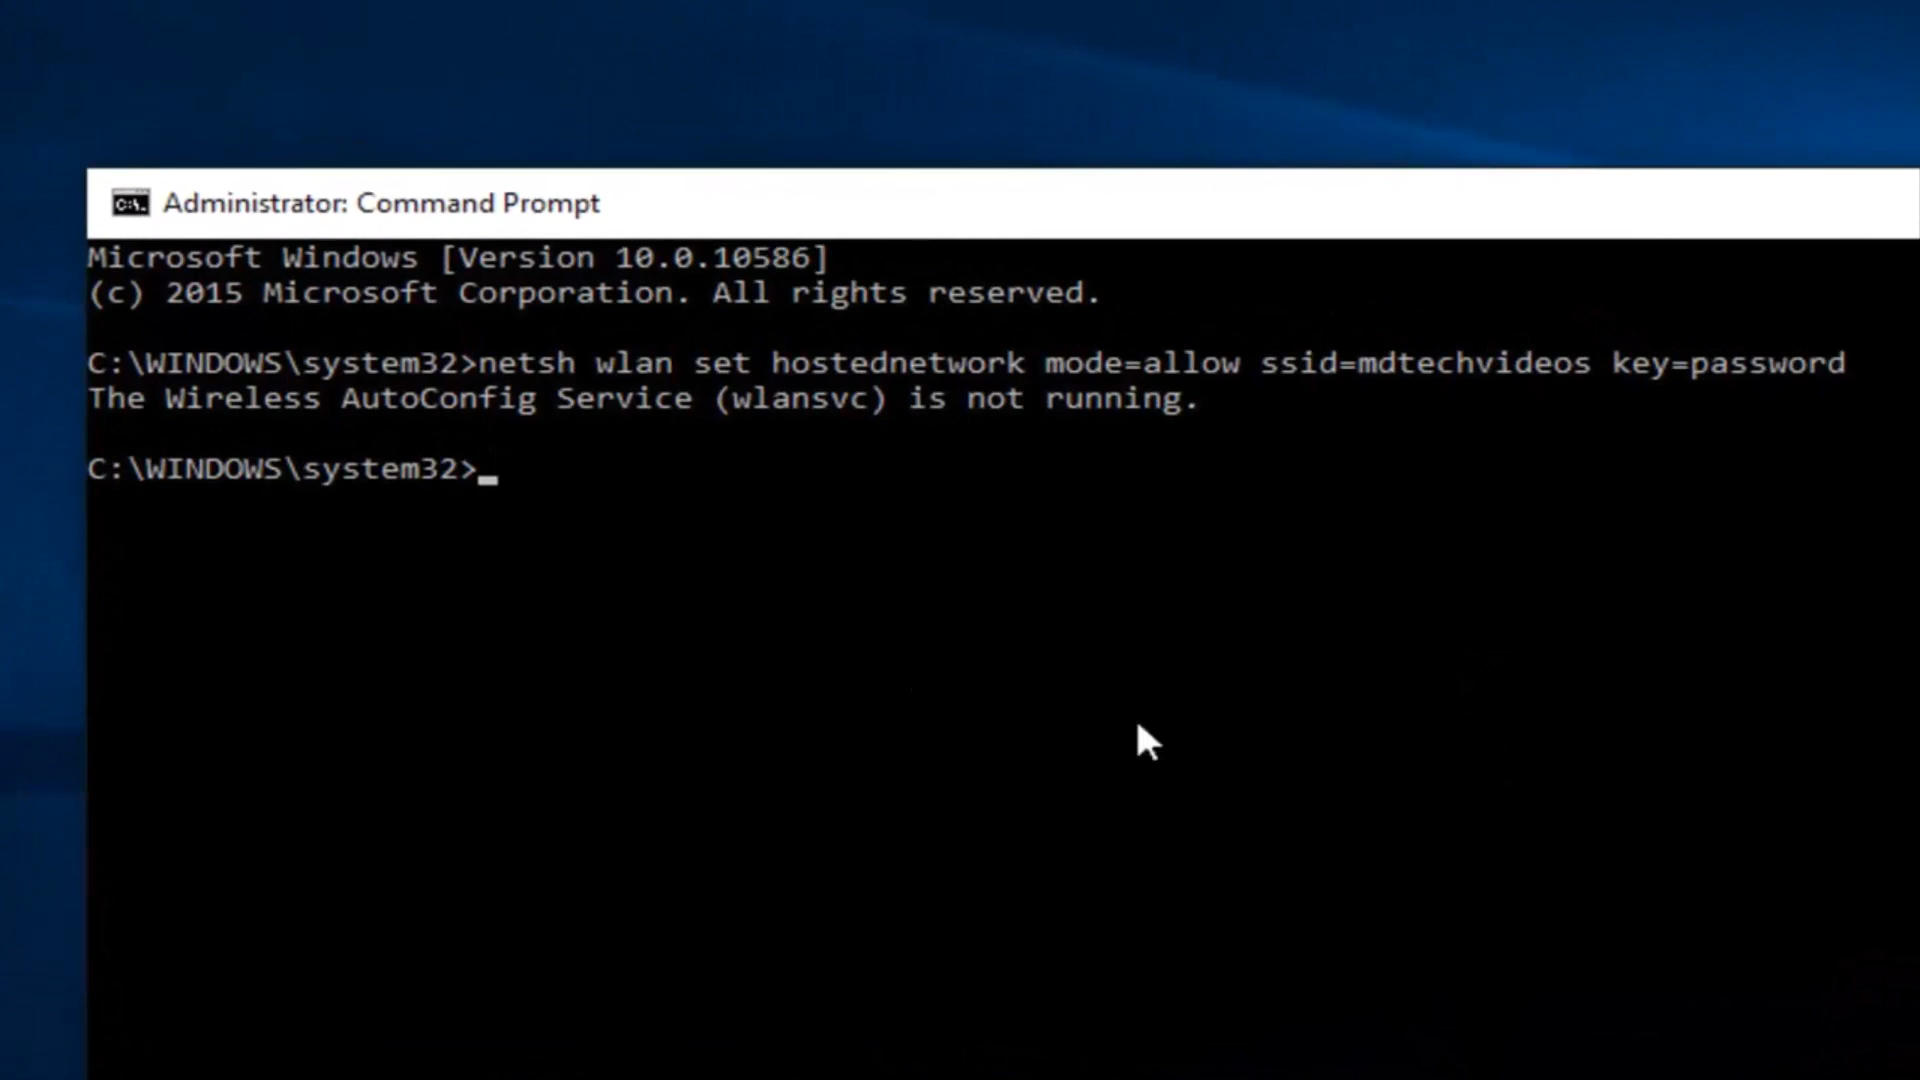 Administrator: Command Prompt
Microsoft Windows [Version 10.0.10586]
(c) 2015 Microsoft Corporation. All rights reserved.
C:\WINDOWS\system32>netsh wlan set hostednetwork mode=allow ssid=mdtechvideos key=password
The Wireless AutoConfig Service (wlansvc) is not running.
C:\WINDOWS\system32>